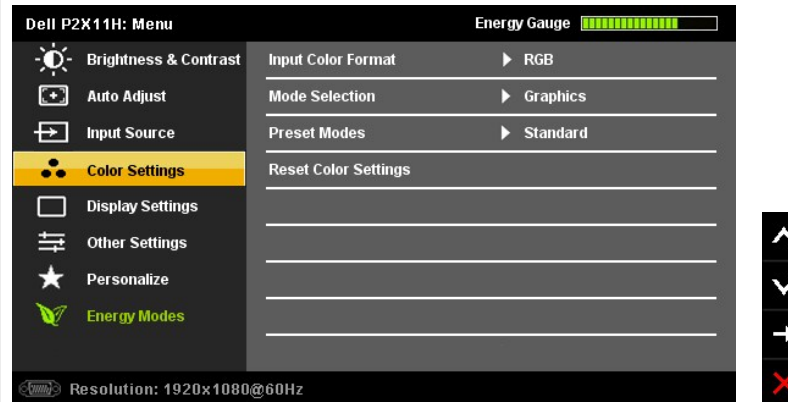 Dell P2X11H: Menu
Energy Gauge
Brightness & Contrast
Auto Adjust
Input Source
Color Settings
Display Settings
Other Settings
Personalize
Energy Modes
Input Color Format RGB
Mode Selection Graphics
Preset Modes Standard
Reset Color Settings
Resolution: 1920x1080@60Hz